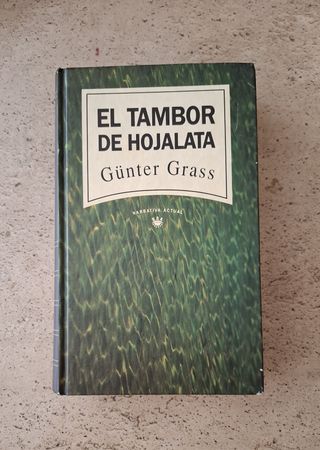 EL TAMBOR
DE HOJALATA
Günter Grass
NARRATIVA ACTUAL